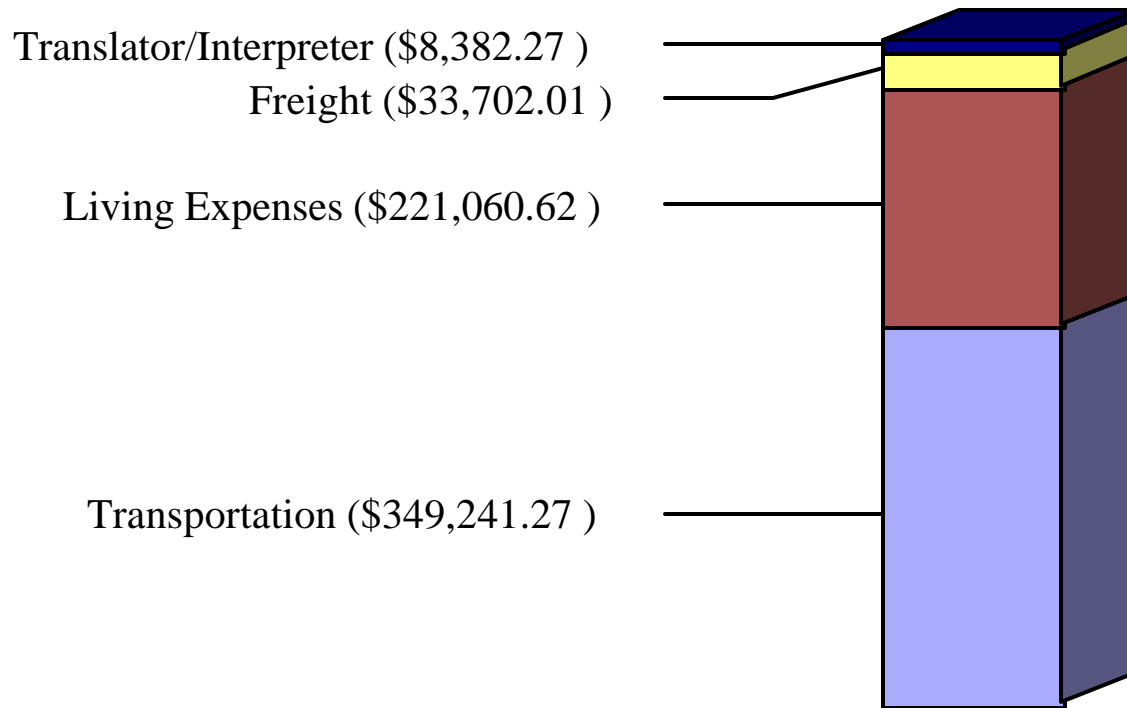 Translator/Interpreter ($8,382.27 )
Freight ($33,702.01 )
Living Expenses ($221,060.62 )
Transportation ($349,241.27 )